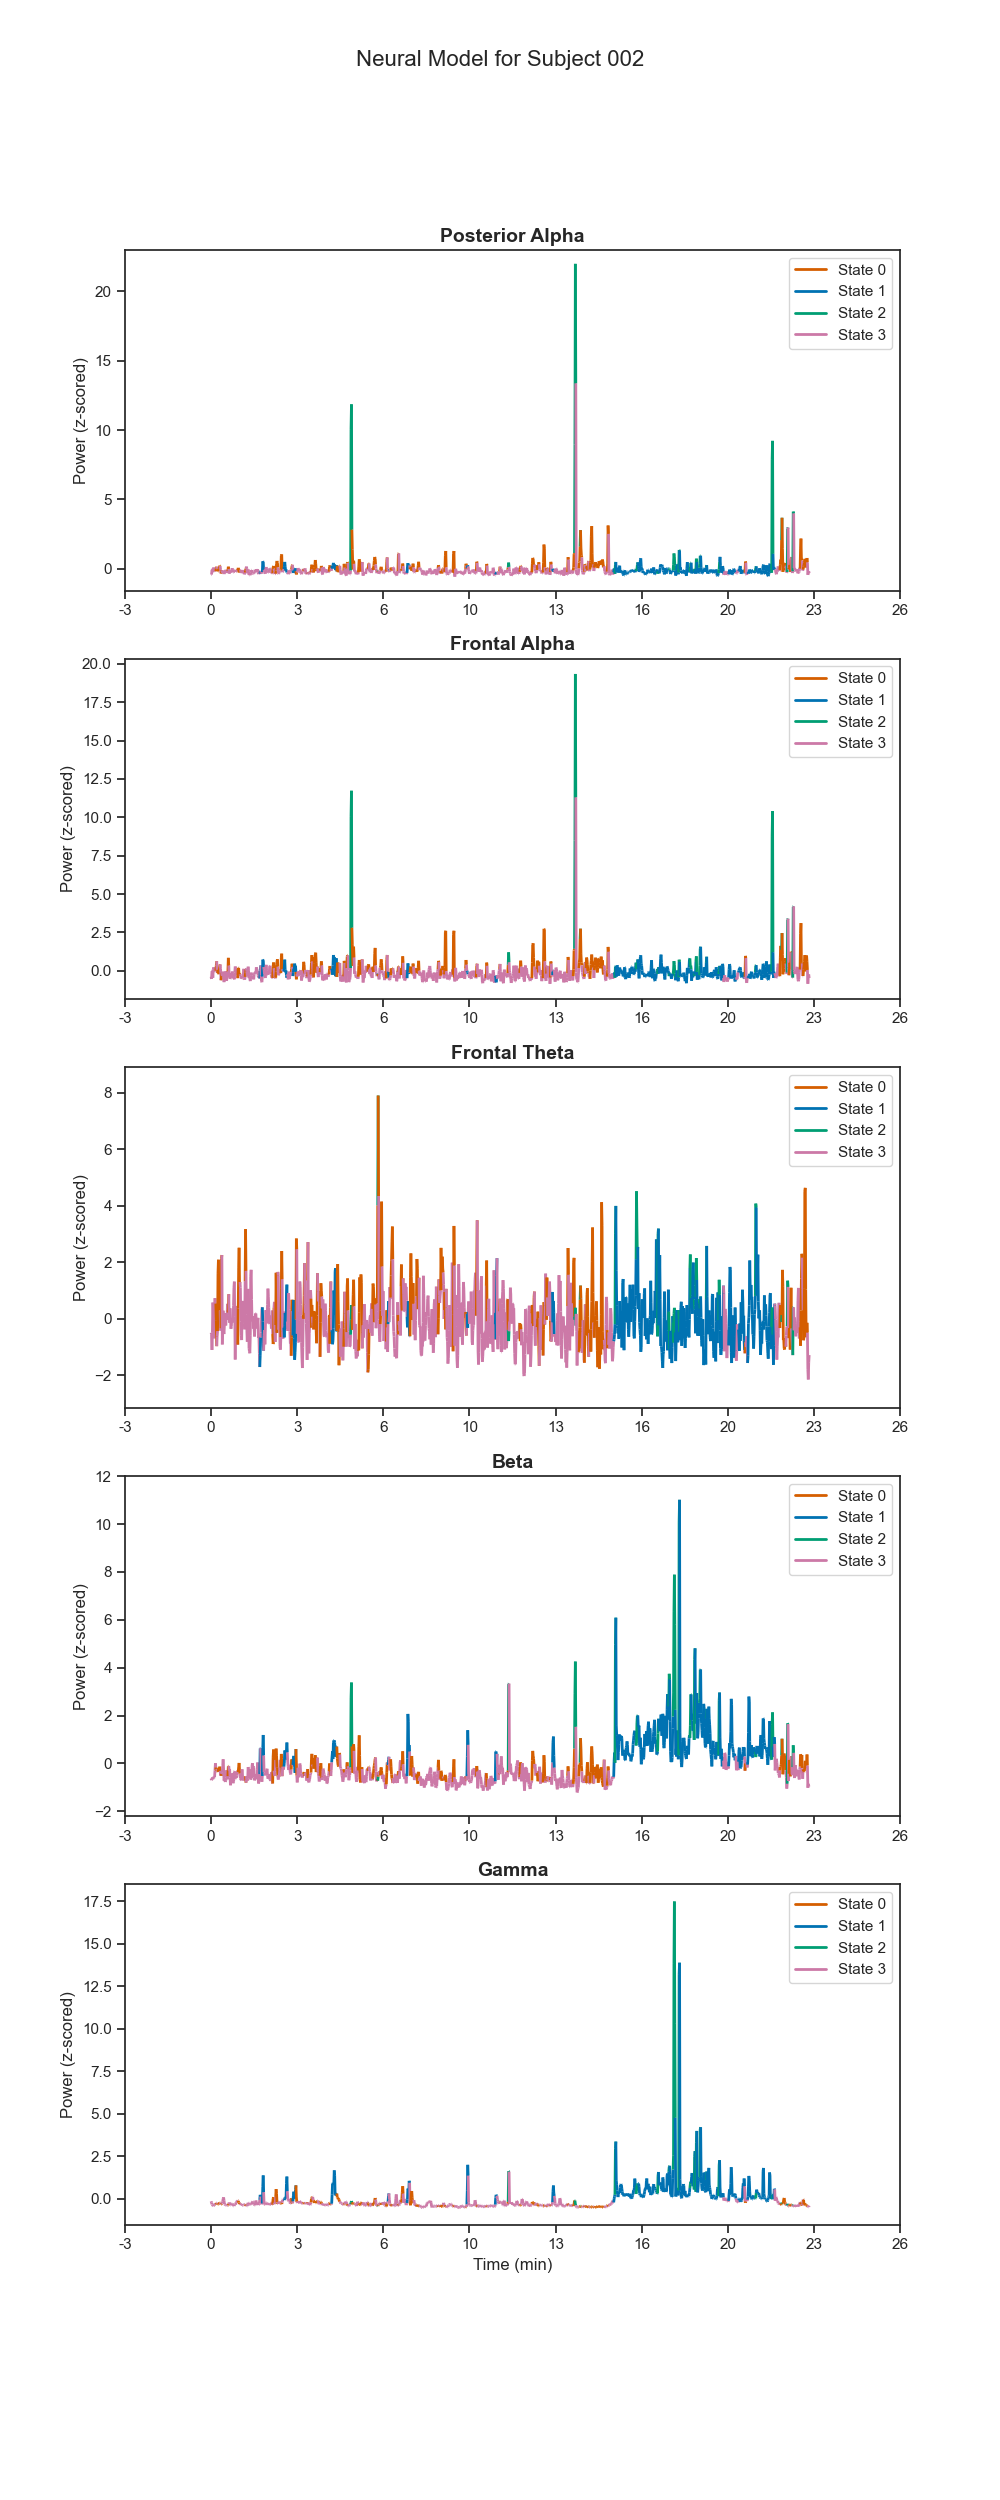 Neural Model for Subject 002
Posterior Alpha
Power (z-scored)
20
15
10
5
0
State 0
State 1
State 2
State 3
-3 0 3 6 10 13 16 20 23 26
Frontal Alpha
Power (z-scored)
20.0
17.5
15.0
12.5
10.0
7.5
5.0
2.5
0.0
State 0
State 1
State 2
State 3
-3 0 3 6 10 13 16 20 23 26
Frontal Theta
Power (z-scored)
8
6
4
2
0
−2
State 0
State 1
State 2
State 3
-3 0 3 6 10 13 16 20 23 26
Beta
Power (z-scored)
12
10
8
6
4
2
0
−2
State 0
State 1
State 2
State 3
-3 0 3 6 10 13 16 20 23 26
Gamma
Power (z-scored)
17.5
15.0
12.5
10.0
7.5
5.0
2.5
0.0
State 0
State 1
State 2
State 3
-3 0 3 6 10 13 16 20 23 26
Time (min)